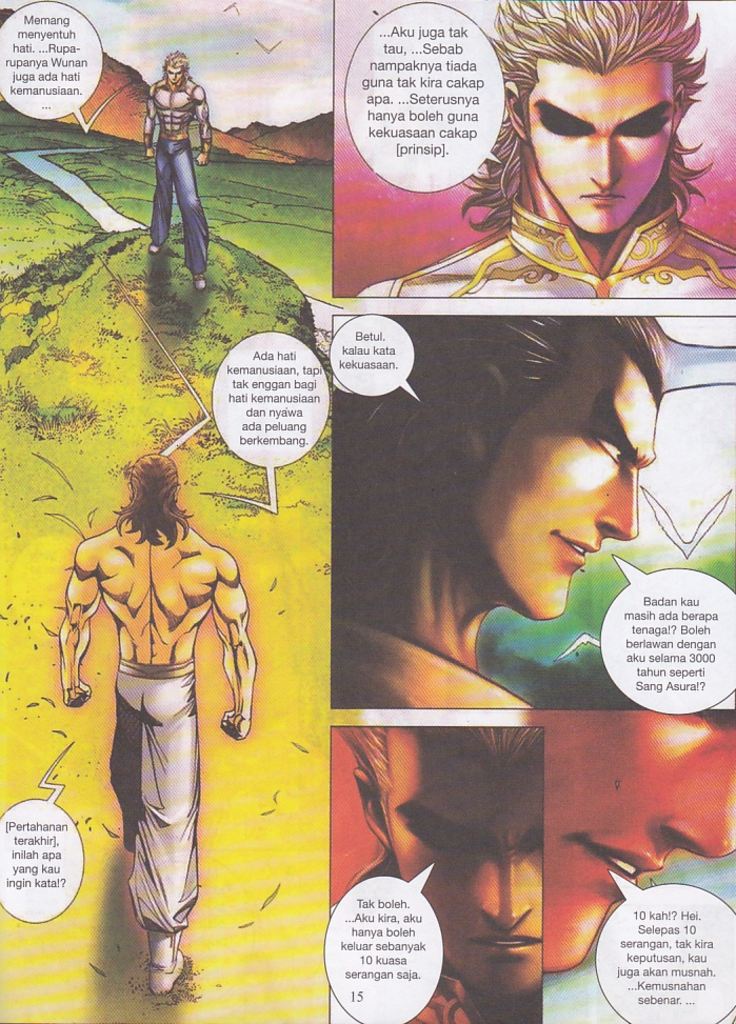 Memang
menyentuh
hati. ...Rupa-
rupanya Wunan
juga ada hati
kemanusiaan.
...
Ada hati
kemanusiaan, tapi
tak enggan bagi
hati kemanusiaan
dan nyawa
ada peluang
berkembang.
[Pertahanan
terakhir],
inilah apa
yang kau
ingin kata!?
...Aku juga tak
tau, ...Sebab
nampaknya tiada
guna tak kira cakap
apa. ...Seterusnya
hanya boleh guna
kekuasaan cakap
[prinsip].
Betul.
kalau kata
kekuasaan.
Badan kau
masih ada berapa
tenaga!? Boleh
berlawan dengan
aku selama 3000
tahun seperti
Sang Asura!?
Tak boleh.
...Aku kira, aku
hanya boleh
keluar sebanyak
10 kuasa
serangan saja.
10 kah!? Hei.
Selepas 10
serangan, tak kira
keputusan, kau
juga akan musnah.
...Kemusnahan
sebenar. ...
15